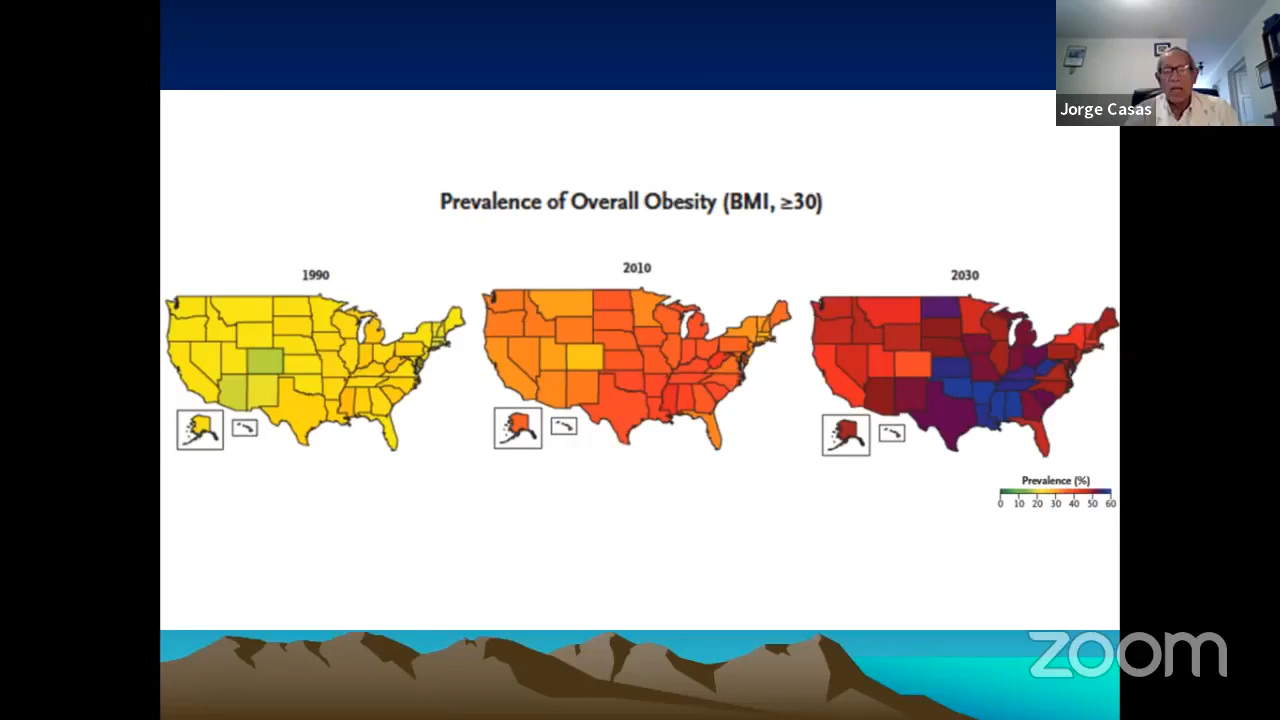 Jorge Casas
Prevalence of Overall Obesity (BMI, ≥30)
1990
2010
2030
Prevalence (%)
0 10 20 30 40 50 60
zoom